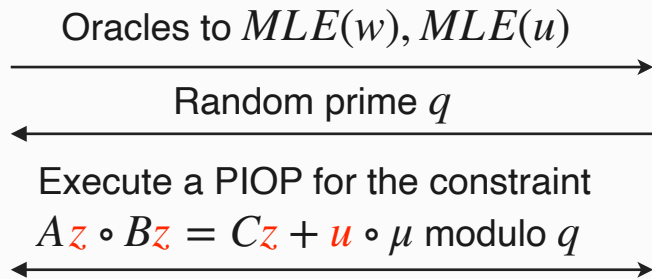 Oracles to MLE(w), MLE(u)
Random prime q
Execute a PIOP for the constraint
Az ∘ Bz = Cz + u ∘ μ modulo q